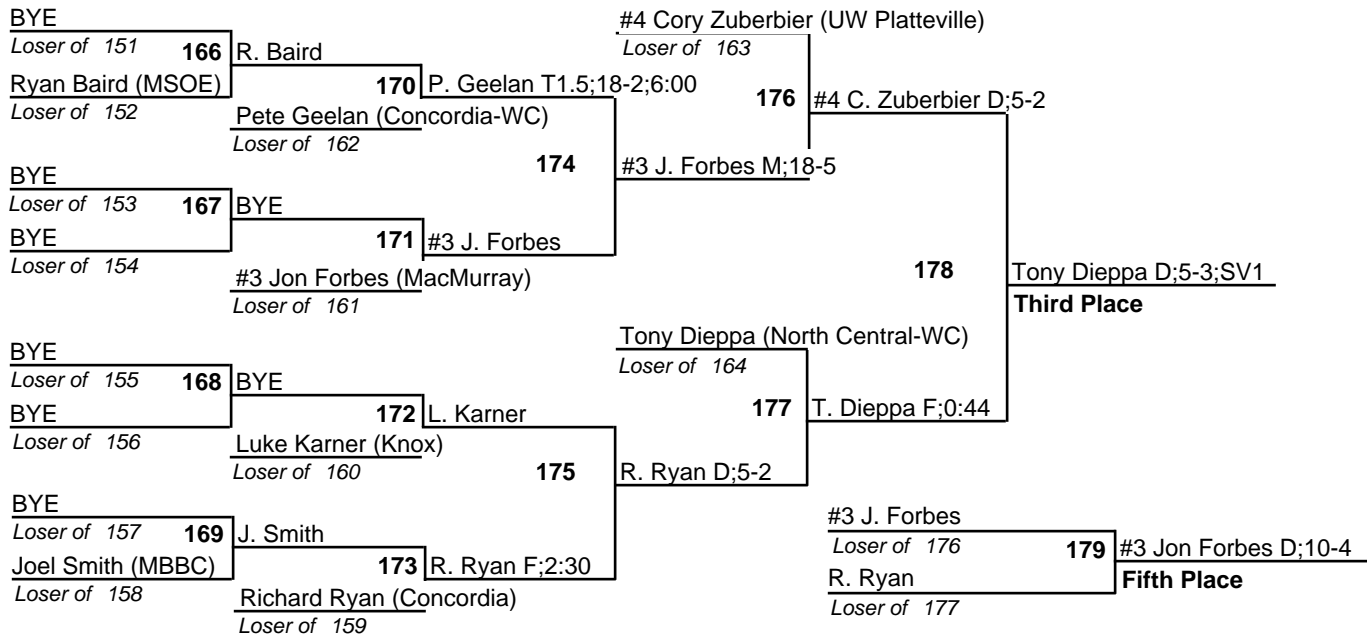 BYE
Loser of 151
166
R. Baird
Ryan Baird (MSOE)
Loser of 152
170
P. Geelan T1.5;18-2;6:00
Pete Geelan (Concordia-WC)
Loser of 162
BYE
Loser of 153
167
BYE
BYE
Loser of 154
171
#3 J. Forbes
#3 Jon Forbes (MacMurray)
Loser of 161
174
#3 J. Forbes M;18-5
#4 Cory Zuberbier (UW Platteville)
Loser of 163
176
#4 C. Zuberbier D;5-2
BYE
Loser of 155
168
BYE
BYE
Loser of 156
172
L. Karner
Luke Karner (Knox)
Loser of 160
BYE
Loser of 157
169
J. Smith
Joel Smith (MBBC)
Loser of 158
173
R. Ryan F;2:30
Richard Ryan (Concordia)
Loser of 159
175
R. Ryan D;5-2
Tony Dieppa (North Central-WC)
Loser of 164
177
T. Dieppa F;0:44
178
Tony Dieppa D;5-3;SV1
Third Place
#3 J. Forbes
Loser of 176
179
#3 Jon Forbes D;10-4
R. Ryan
Loser of 177
Fifth Place